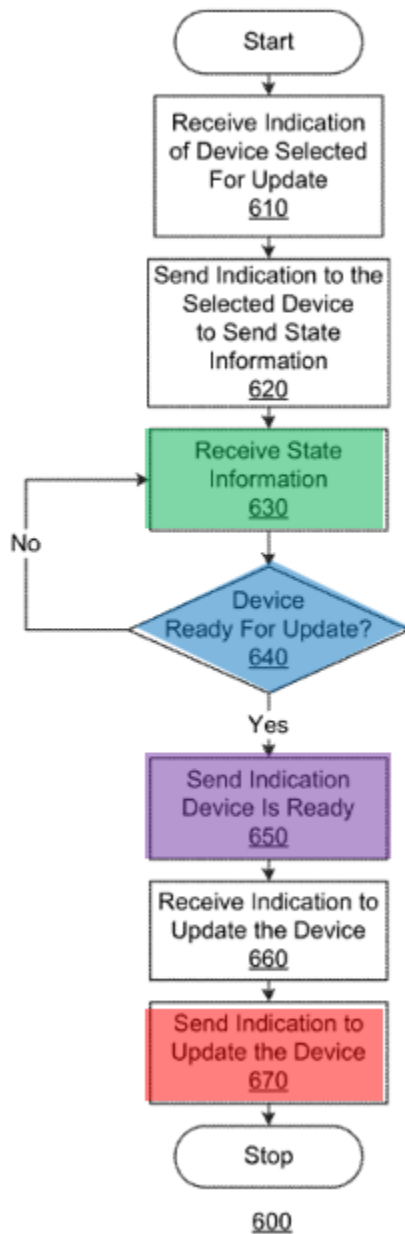 Start
Receive Indication
of Device Selected
For Update
610
Send Indication to the
Selected Device
to Send State
Information
620
Receive State
Information
630
No
Device
Ready For Update?
640
Yes
Send Indication
Device Is Ready
650
Receive Indication to
Update the Device
660
Send Indication to
Update the Device
670
Stop
600